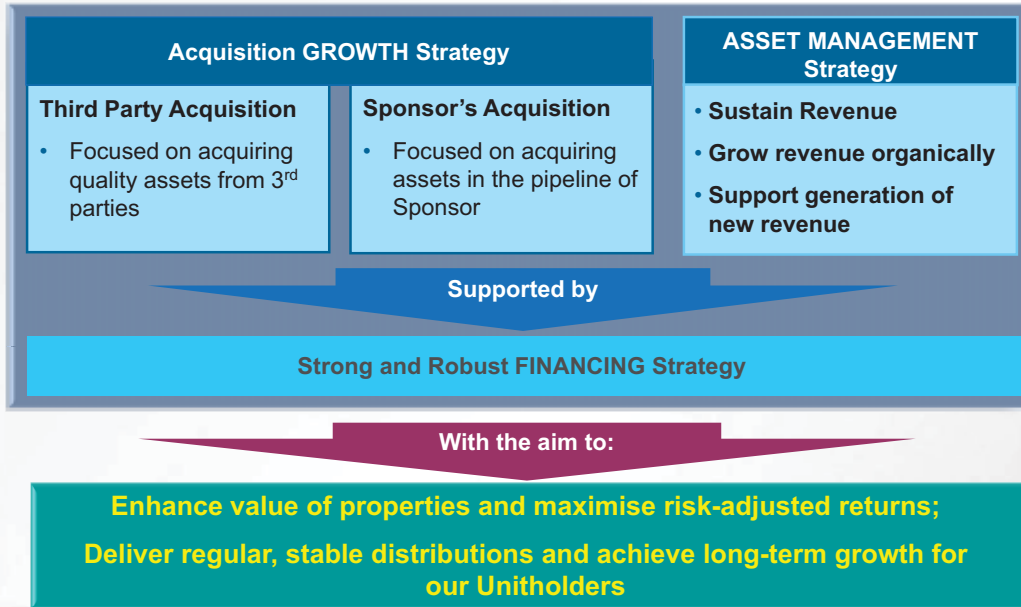 Acquisition GROWTH Strategy
Third Party Acquisition
• Focused on acquiring
quality assets from 3rd
parties
Sponsor's Acquisition
• Focused on acquiring
assets in the pipeline of
Sponsor
ASSET MANAGEMENT
Strategy
• Sustain Revenue
• Grow revenue organically
• Support generation of
new revenue
Supported by
Strong and Robust FINANCING Strategy
With the aim to:
Enhance value of properties and maximise risk-adjusted returns;
Deliver regular, stable distributions and achieve long-term growth for
our Unitholders